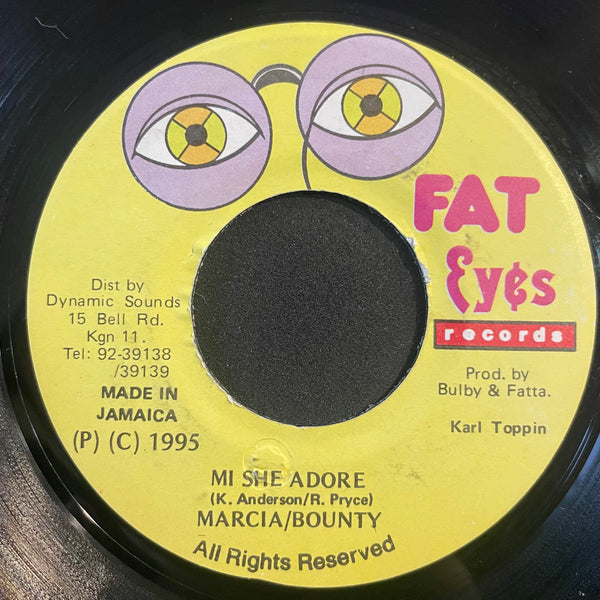 FAT
Eyes
records
Dist by
Dynamic Sounds
15 Bell Rd.
Kgn 11.
Tel: 92-39138
/39139
MADE IN
JAMAICA
(P) (C) 1995
Prod. by
Bulby & Fatta.
Karl Toppin
MI SHE ADORE
(K. Anderson/R. Pryce)
MARCIA/BOUNTY
All Rights Reserved